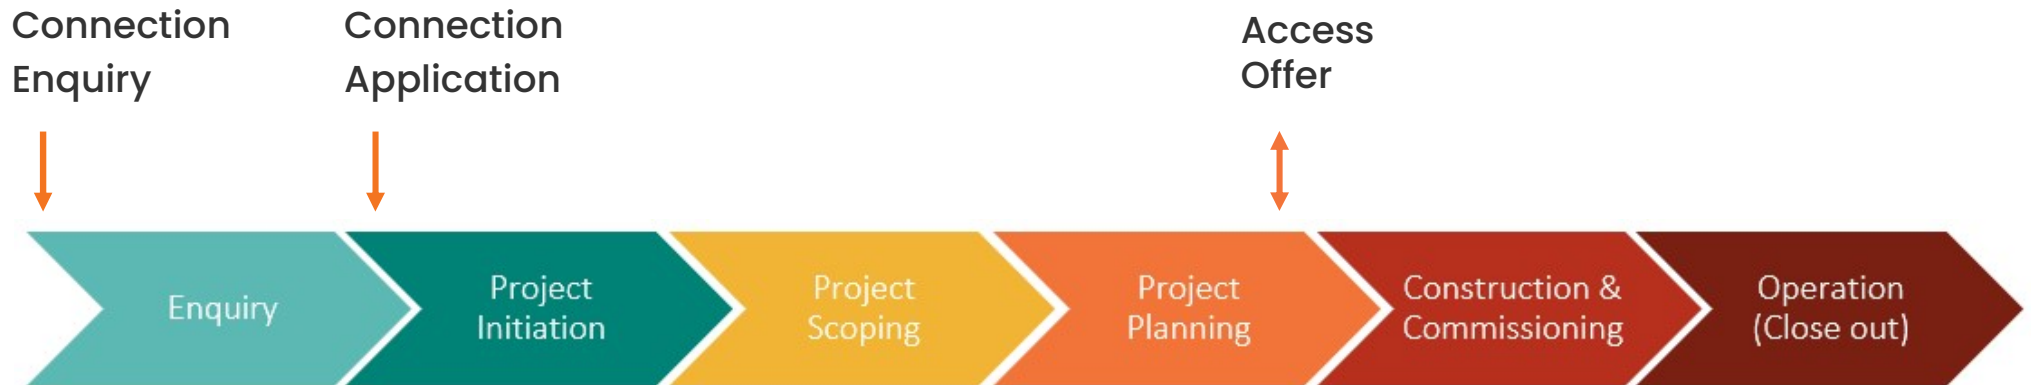 Connection
Enquiry
Connection
Application
Access
Offer
Enquiry
Project
Initiation
Project
Scoping
Project
Planning
Construction &
Commissioning
Operation
(Close out)